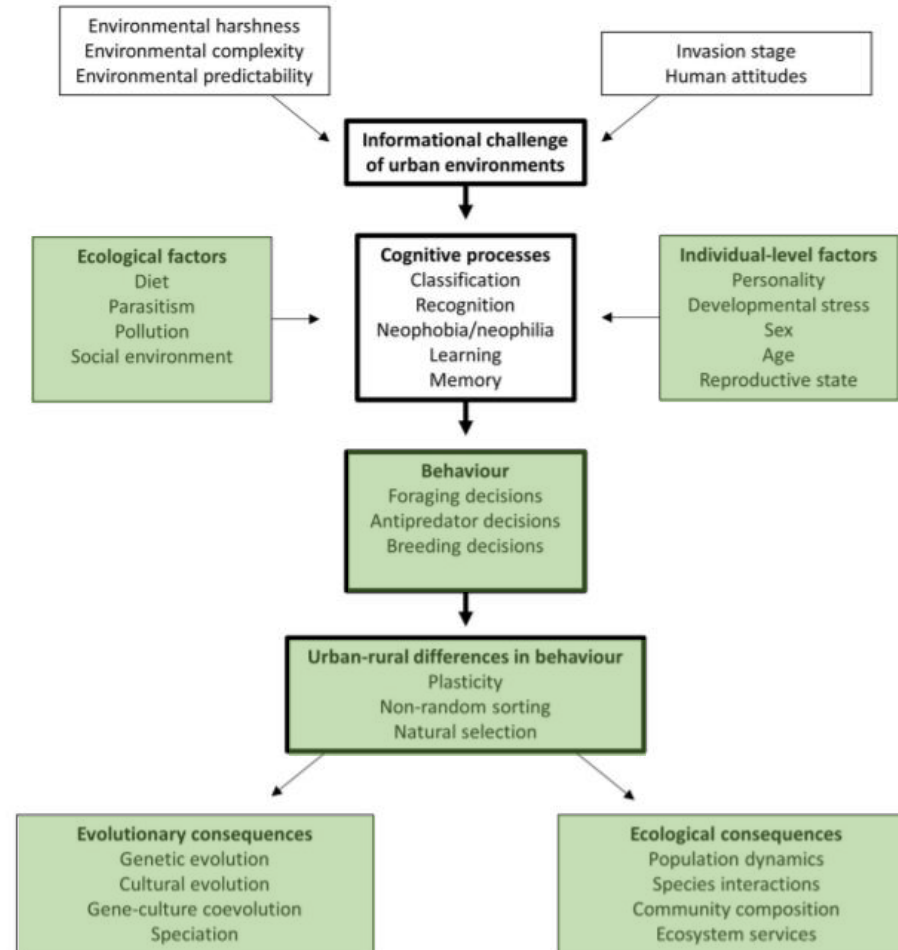 Environmental harshness
Environmental complexity
Environmental predictability
Invasion stage
Human attitudes
Informational challenge
of urban environments
Ecological factors
Diet
Parasitism
Pollution
Social environment
Cognitive processes
Classification
Recognition
Neophobia/neophilia
Learning
Memory
Individual-level factors
Personality
Developmental stress
Sex
Age
Reproductive state
Behaviour
Foraging decisions
Antipredator decisions
Breeding decisions
Urban-rural differences in behaviour
Plasticity
Non-random sorting
Natural selection
Evolutionary consequences
Genetic evolution
Cultural evolution
Gene-culture coevolution
Speciation
Ecological consequences
Population dynamics
Species interactions
Community composition
Ecosystem services